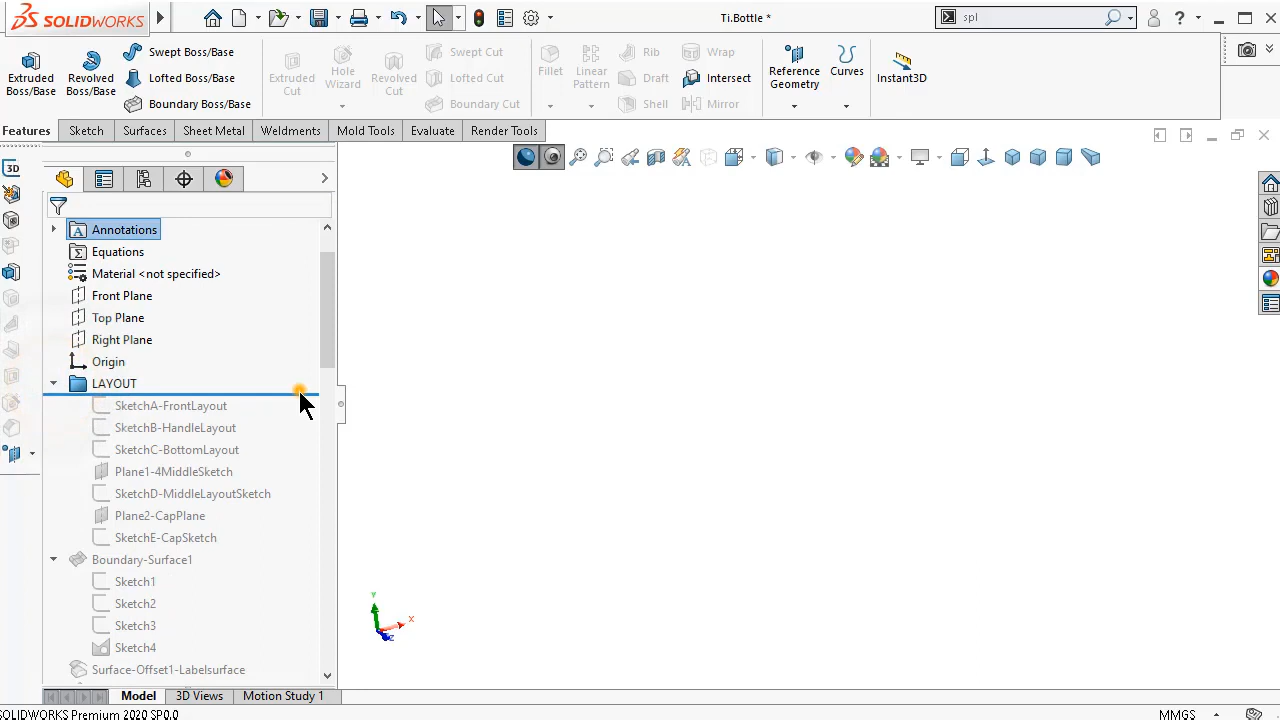 SOLIDWORKS
Ti.Bottle *
spl
Extruded Boss/Base
Revolved Boss/Base
Swept Boss/Base
Lofted Boss/Base
Boundary Boss/Base
Extruded Cut
Hole Wizard
Revolved Cut
Swept Cut
Lofted Cut
Boundary Cut
Fillet
Linear Pattern
Rib
Draft
Shell
Wrap
Intersect
Mirror
Reference Geometry
Curves
Instant3D
Features
Sketch
Surfaces
Sheet Metal
Weldments
Mold Tools
Evaluate
Render Tools
3D
Annotations
Equations
Material <not specified>
Front Plane
Top Plane
Right Plane
Origin
LAYOUT
SketchA-FrontLayout
SketchB-HandleLayout
SketchC-BottomLayout
Plane1-4MiddleSketch
SketchD-MiddleLayoutSketch
Plane2-CapPlane
SketchE-CapSketch
Boundary-Surface1
Sketch1
Sketch2
Sketch3
Sketch4
Surface-Offset1-Labelsurface
Y
X
Z
Model
3D Views
Motion Study 1
SOLIDWORKS Premium 2020 SP0.0
MMGS